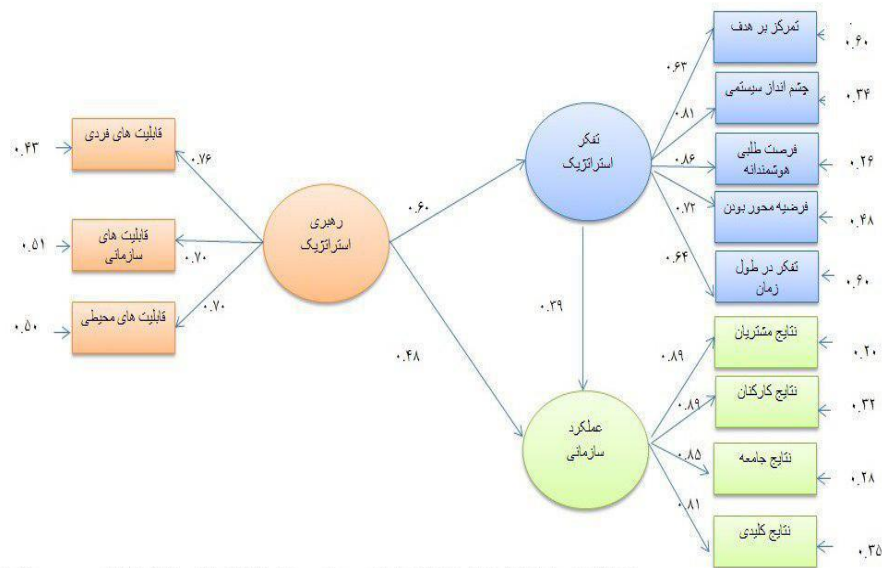 تمرکز بر هدف
۰.۶۰
۰.۶۳
چشم انداز سیستمی
۰.۳۴
۰.۸۱
فرصت طلبی
هوشمندانه
۰.۲۶
۰.۸۶
فرضیه محور بودن
۰.۴۸
۰.۷۲
تفکر در طول
زمان
۰.۶۰
۰.۶۴
تفکر
استراتژیک
۰.۶۰
رهبری
استراتژیک
قابلیت های فردی
۰.۴۳
۰.۷۶
قابلیت های
سازمانی
۰.۵۱
۰.۷۰
قابلیت های محیطی
۰.۵۰
۰.۷۰
۰.۴۸
۰.۳۹
عملکرد
سازمانی
نتایج مشتریان
۰.۲۰
۰.۸۹
نتایج کارکنان
۰.۳۲
۰.۸۹
نتایج جامعه
۰.۲۸
۰.۸۵
نتایج کلیدی
۰.۳۵
۰.۸۱